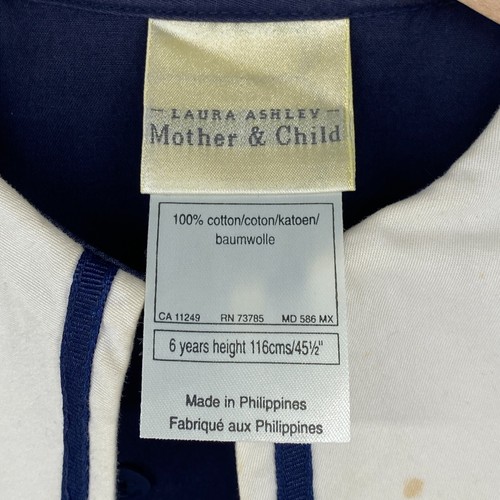 LAURA ASHLEY
Mother & Child
100% cotton/coton/katoen/
baumwolle
CA 11249 RN 73785 MD 586 MX
6 years height 116cms/45½"
Made in Philippines
Fabriqué aux Philippines